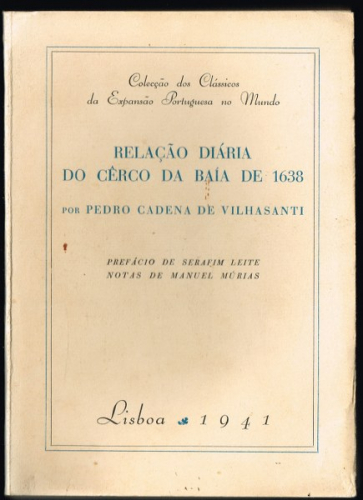 Colecção dos Clássicos
da Expansão Portuguesa no Mundo
RELAÇÃO DIÁRIA
DO CÊRCO DA BAÍA DE 1638
POR PEDRO CADENA DE VILHASANTI
PREFÁCIO DE SERAFIM LEITE
NOTAS DE MANUEL MÚRIAS
Lisboa 1941